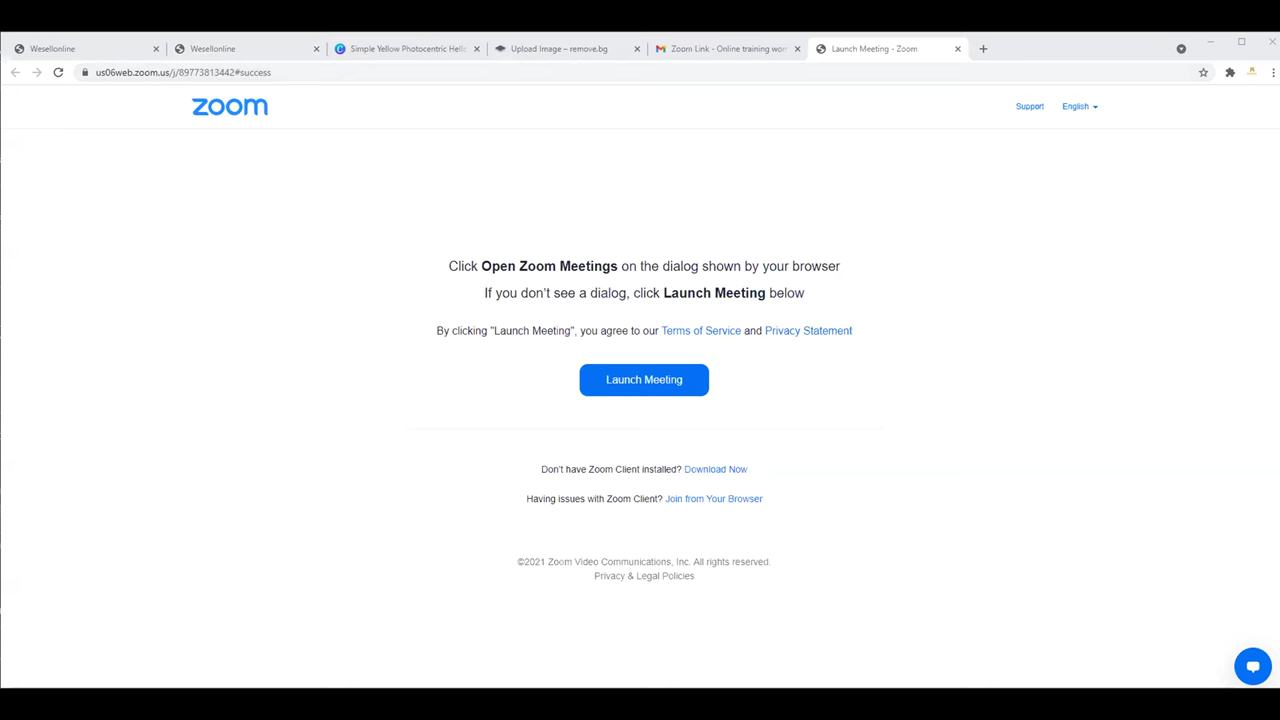 Wesellonline
Wesellonline
Simple Yellow Photocentric Hello
Upload Image – remove.bg
Zoom Link - Online training wor
Launch Meeting - Zoom
us06web.zoom.us/j/89773813442#success
zoom
Support
English
Click Open Zoom Meetings on the dialog shown by your browser
If you don’t see a dialog, click Launch Meeting below
By clicking "Launch Meeting", you agree to our Terms of Service and Privacy Statement
Launch Meeting
Don’t have Zoom Client installed? Download Now
Having issues with Zoom Client? Join from Your Browser
©2021 Zoom Video Communications, Inc. All rights reserved.
Privacy & Legal Policies